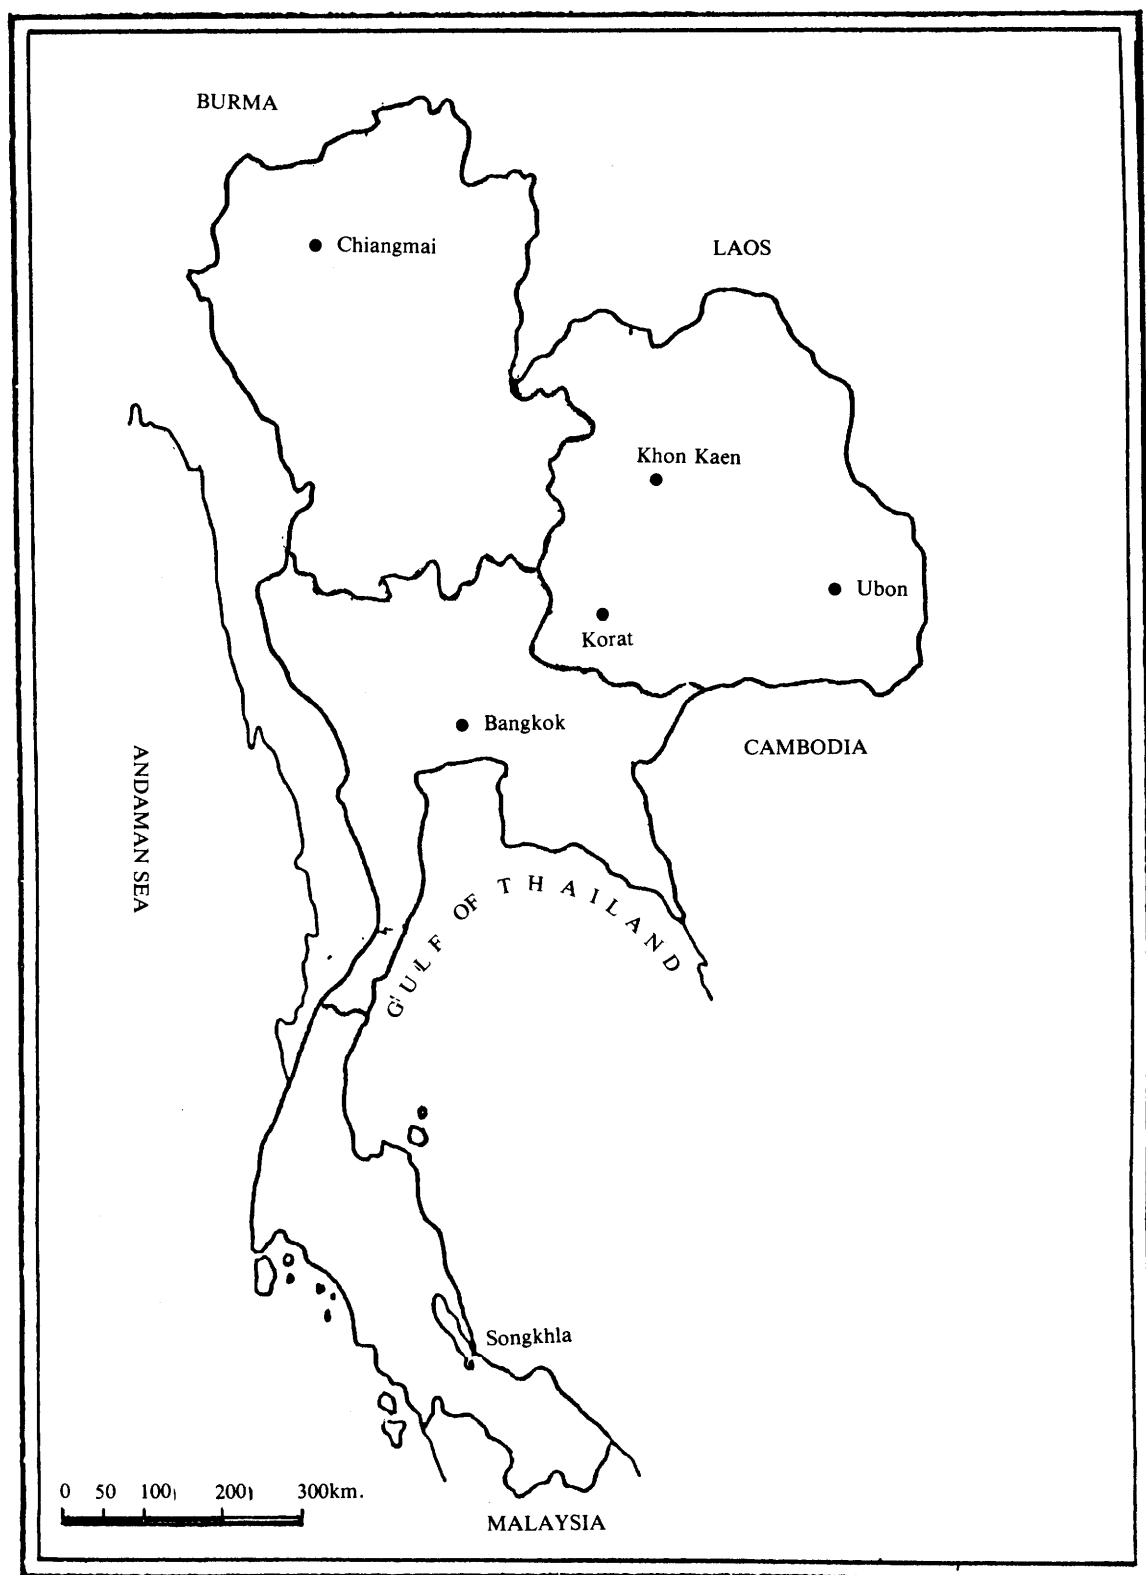 BURMA
Chiangmai
LAOS
Khon Kaen
Ubon
Korat
Bangkok
CAMBODIA
ANDAMAN SEA
GULF OF THAILAND
Songkhla
0 50 100 200 300km.
MALAYSIA